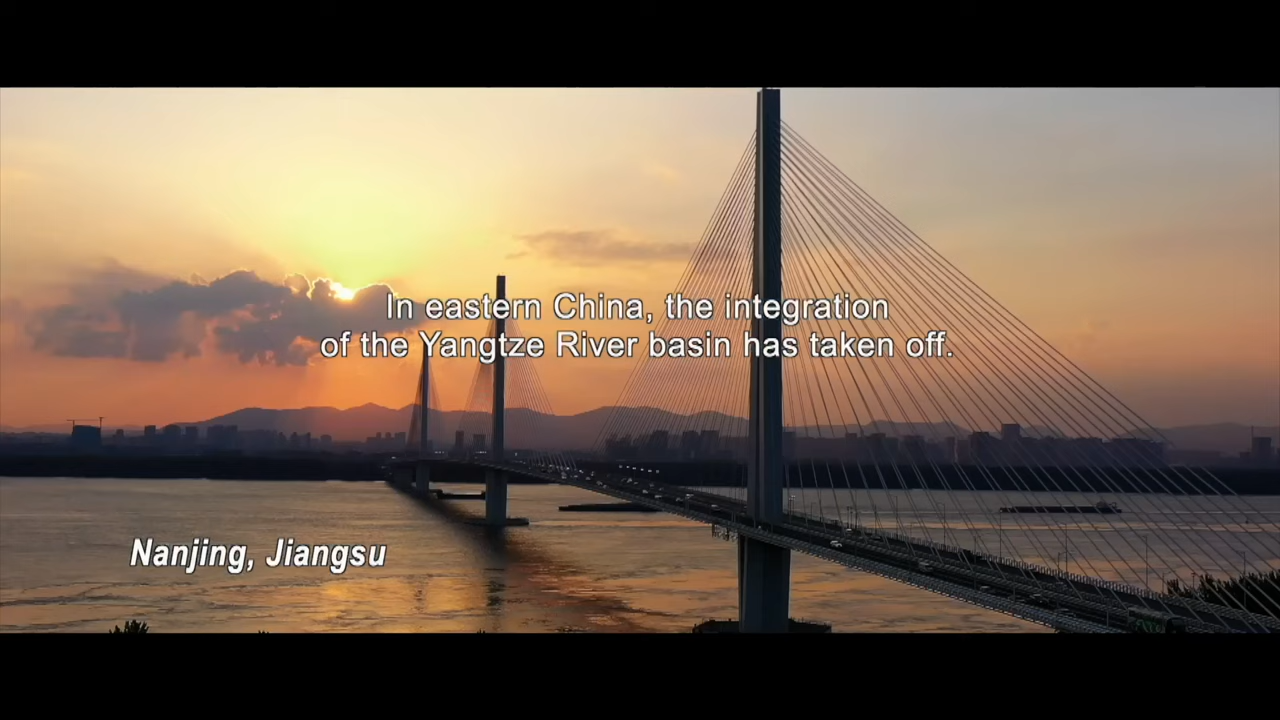 In eastern China, the integration
of the Yangtze River basin has taken off.
Nanjing, Jiangsu